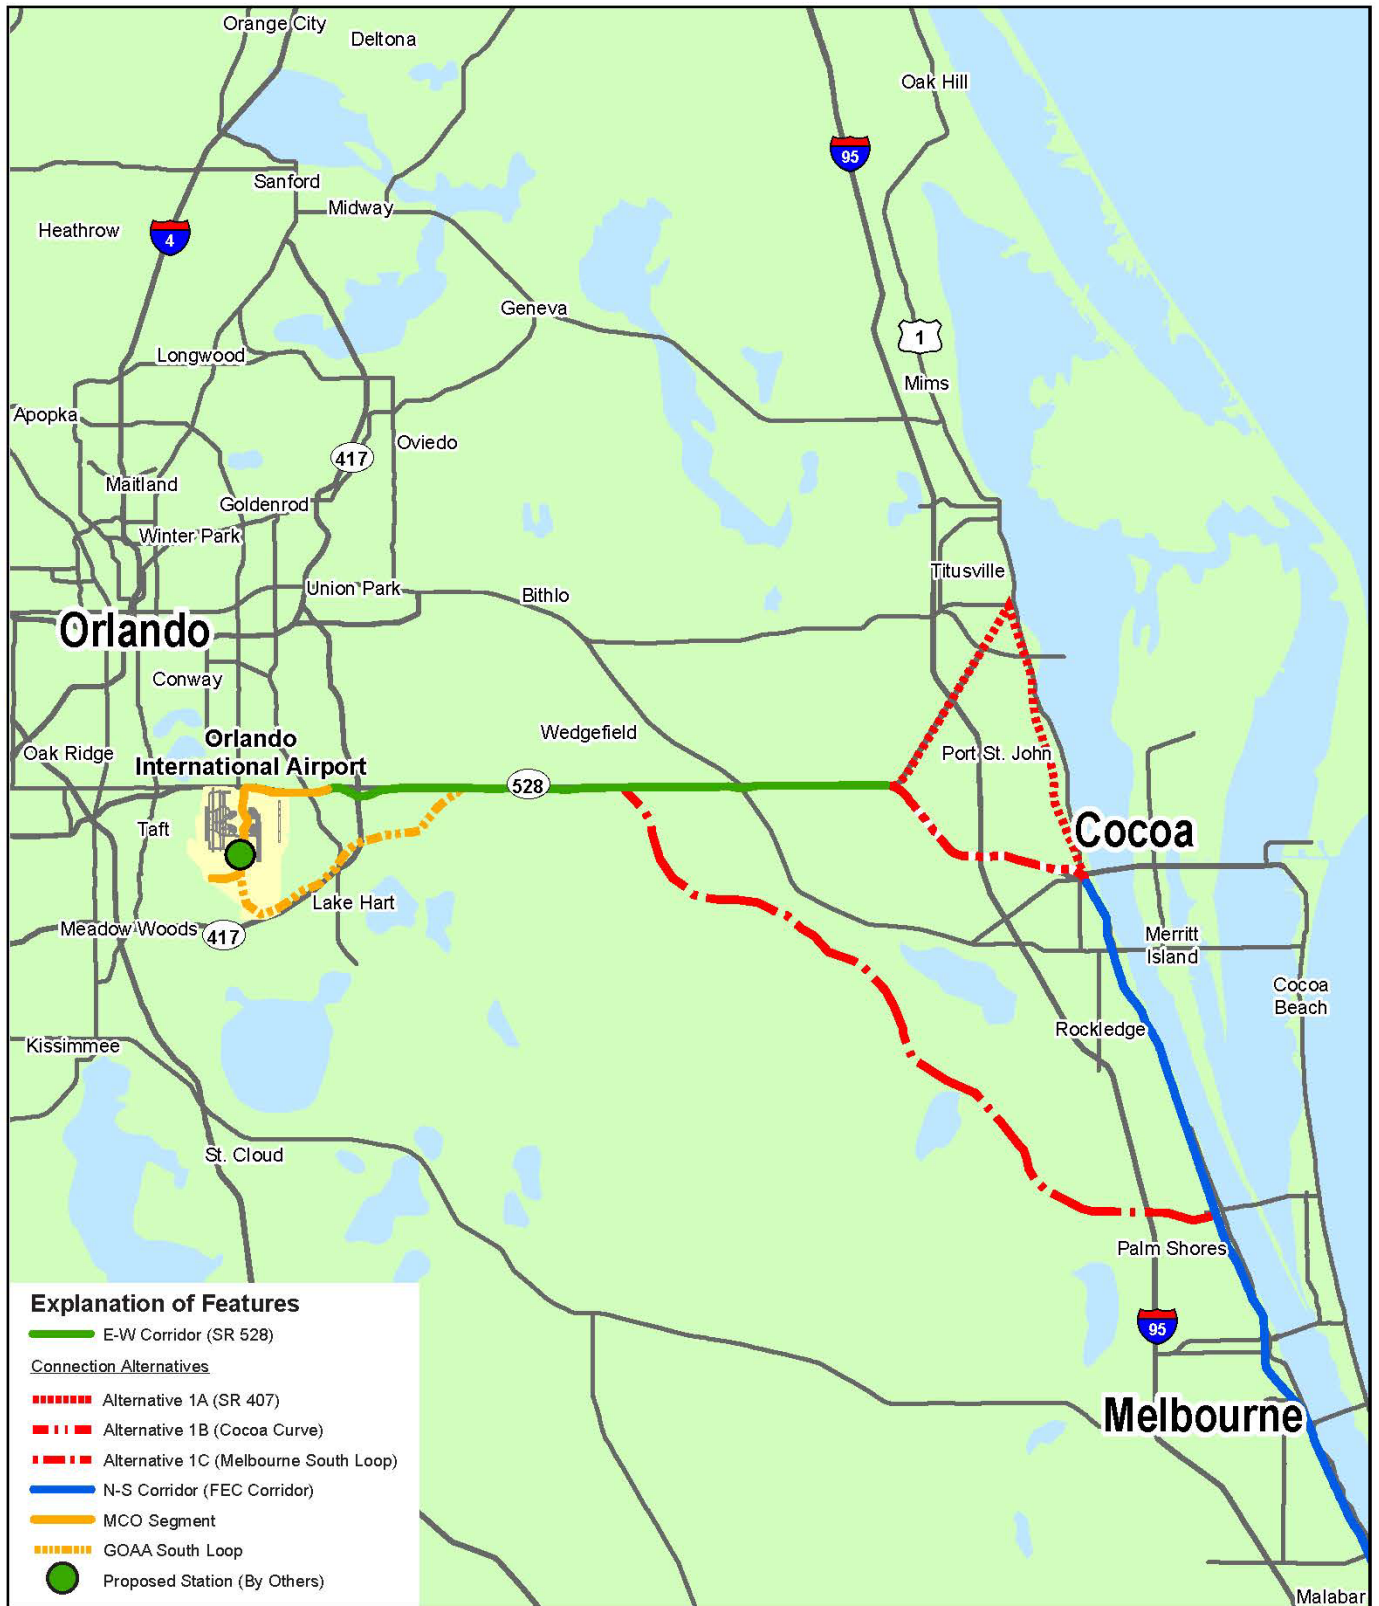 Orange City
Deltona
Oak Hill
95
Sanford
Midway
Heathrow
4
Geneva
1
Longwood
Mims
Apopka
Oviedo
417
Maitland
Goldenrod
Winter Park
Titusville
Union Park
Bithlo
Orlando
Conway
Wedgefield
Orlando
International Airport
Oak Ridge
Port St. John
528
Taft
Cocoa
Lake Hart
Meadow Woods
417
Merritt
Island
Cocoa
Beach
Rockledge
Kissimmee
St. Cloud
Palm Shores
95
Melbourne
Malabar
Explanation of Features
E-W Corridor (SR 528)
Connection Alternatives
Alternative 1A (SR 407)
Alternative 1B (Cocoa Curve)
Alternative 1C (Melbourne South Loop)
N-S Corridor (FEC Corridor)
MCO Segment
GOAA South Loop
Proposed Station (By Others)